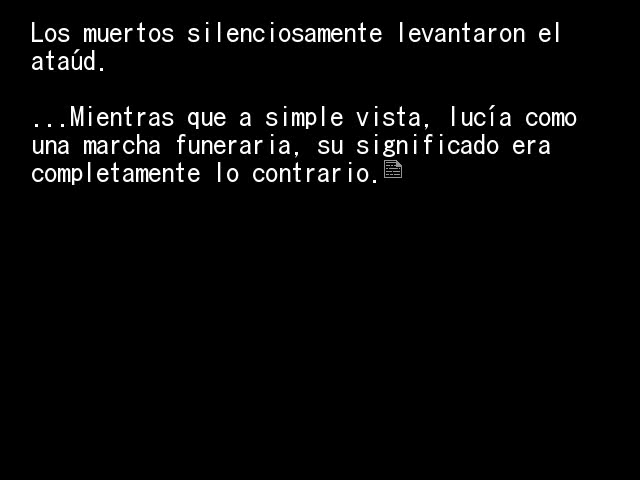 Los muertos silenciosamente levantaron el
ataúd.
...Mientras que a simple vista, lucía como
una marcha funeraria, su significado era
completamente lo contrario.